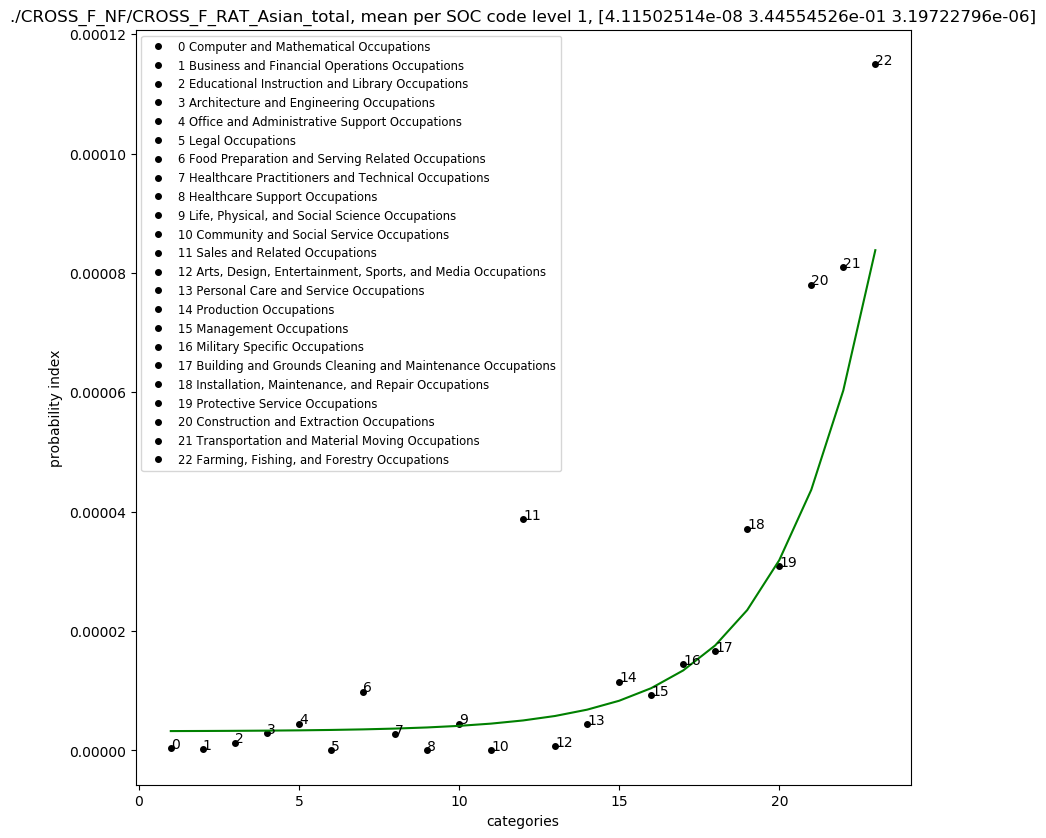 ./CROSS_F_NF/CROSS_F_RAT_Asian_total, mean per SOC code level 1, [4.11502514e-08 3.44554526e-01 3.19722796e-06]
0.00012
0.00010
0.00008
0.00006
0.00004
0.00002
0.00000
probability index
0 Computer and Mathematical Occupations
1 Business and Financial Operations Occupations
2 Educational Instruction and Library Occupations
3 Architecture and Engineering Occupations
4 Office and Administrative Support Occupations
5 Legal Occupations
6 Food Preparation and Serving Related Occupations
7 Healthcare Practitioners and Technical Occupations
8 Healthcare Support Occupations
9 Life, Physical, and Social Science Occupations
10 Community and Social Service Occupations
11 Sales and Related Occupations
12 Arts, Design, Entertainment, Sports, and Media Occupations
13 Personal Care and Service Occupations
14 Production Occupations
15 Management Occupations
16 Military Specific Occupations
17 Building and Grounds Cleaning and Maintenance Occupations
18 Installation, Maintenance, and Repair Occupations
19 Protective Service Occupations
20 Construction and Extraction Occupations
21 Transportation and Material Moving Occupations
22 Farming, Fishing, and Forestry Occupations
0
1
2
3
4
5
6
7
8
9
10
11
12
13
14
15
16
17
18
19
20
21
22
0
5
10
15
20
categories